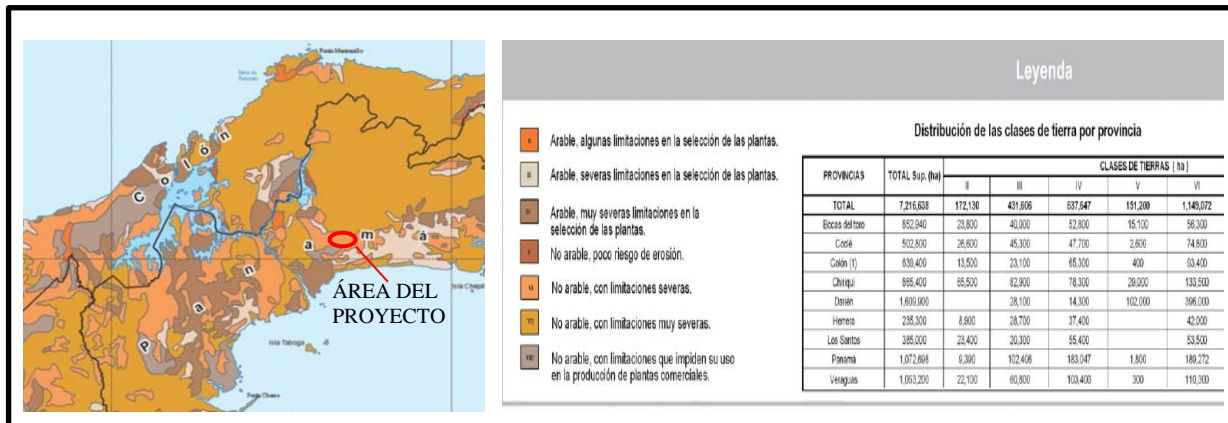 Punta Manzanillo
Colón
Panamá
Isla Taboga
Punta Chame
ÁREA DEL
PROYECTO
Leyenda
II Arable, algunas limitaciones en la selección de las plantas.
III Arable, severas limitaciones en la selección de las plantas.
IV Arable, muy severas limitaciones en la
selección de las plantas.
V No arable, poco riesgo de erosión.
VI No arable, con limitaciones severas.
VII No arable, con limitaciones muy severas.
VIII No arable, con limitaciones que impiden su uso
en la producción de plantas comerciales.
Distribución de las clases de tierra por provincia
PROVINCIAS TOTAL Sup. (ha) CLASES DE TIERRAS ( ha )
II III IV V VI
TOTAL 7,216,638 172,130 431,606 637,647 151,200 1,149,072
Bocas del toro 852,940 23,800 40,000 52,800 15,100 56,300
Coclé 502,800 26,600 45,300 47,700 2,600 74,800
Colón (1) 639,400 13,500 23,100 65,300 400 93,400
Chiriquí 865,400 65,500 82,900 78,300 29,000 133,500
Darién 1,609,900 28,100 14,300 102,000 396,000
Herrera 235,300 8,900 28,700 37,400 42,000
Los Santos 385,000 23,400 20,300 55,400 53,500
Panamá 1,072,698 9,390 102,406 183,047 1,800 189,272
Veraguas 1,053,200 22,100 60,800 103,400 300 110,300